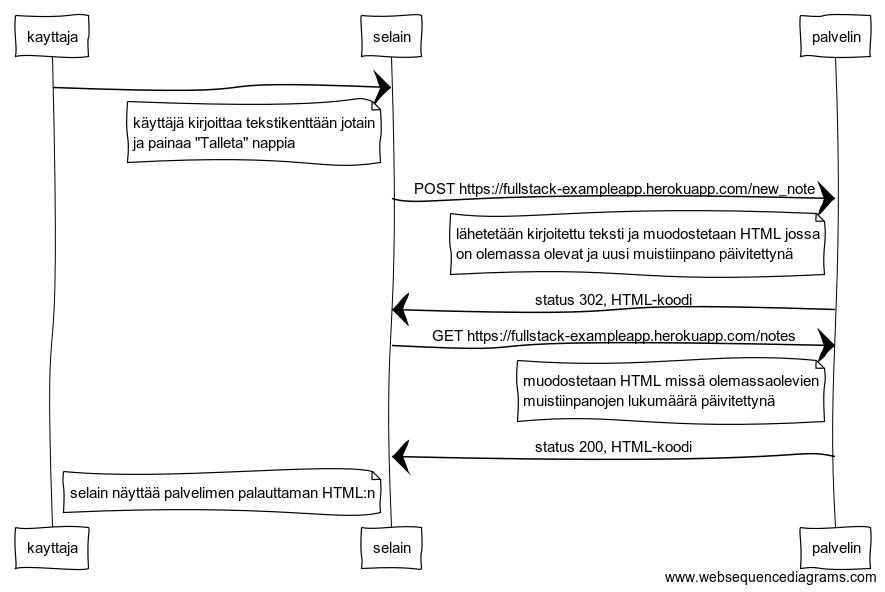 kayttaja
selain
palvelin
käyttäjä kirjoittaa tekstikenttään jotain
ja painaa "Talleta" nappia
POST https://fullstack-exampleapp.herokuapp.com/new_note
lähetetään kirjoitettu teksti ja muodostetaan HTML jossa
on olemassa olevat ja uusi muistiinpano päivitettynä
status 302, HTML-koodi
GET https://fullstack-exampleapp.herokuapp.com/notes
muodostetaan HTML missä olemassaolevien
muistiinpanojen lukumäärä päivitettynä
status 200, HTML-koodi
selain näyttää palvelimen palauttaman HTML:n
kayttaja
selain
palvelin
www.websequencediagrams.com